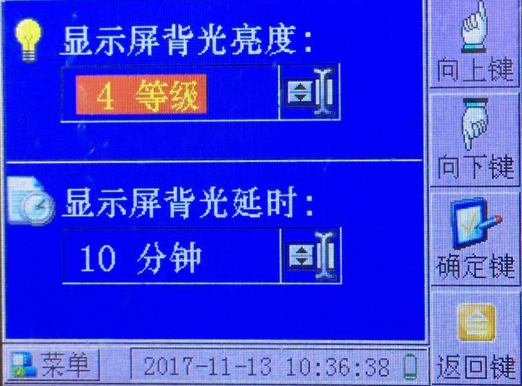 显示屏背光亮度：
4 等级
显示屏背光延时：
10 分钟
向上键
向下键
确定键
返回键
菜单
2017-11-13 10:36:38